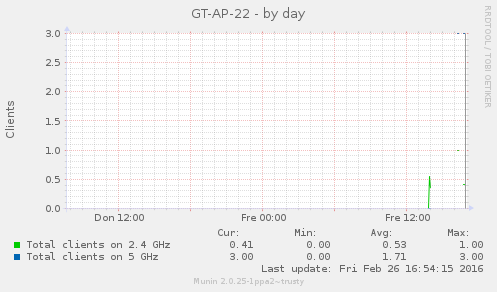 GT-AP-22 - by day
RRDTOOL / TOBI OETIKER
Clients
3.0
2.5
2.0
1.5
1.0
0.5
0.0
Don 12:00 Fre 00:00 Fre 12:00
Cur: Min: Avg: Max:
Total clients on 2.4 GHz 0.41 0.00 0.53 1.00
Total clients on 5 GHz 3.00 0.00 1.71 3.00
Last update: Fri Feb 26 16:54:15 2016
Munin 2.0.25-1ppa2~trusty